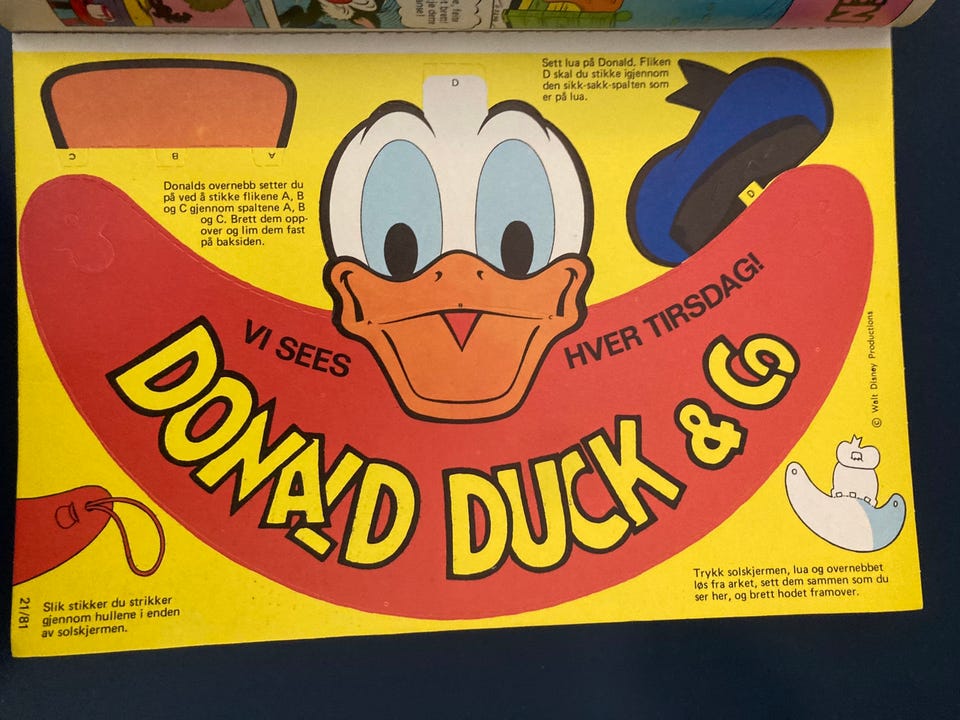 D
Sett lua på Donald. Fliken
D skal du stikke igjennom
den sikk-sakk-spalten som
er på lua.
C B A
Donalds overnebb setter du
på ved å stikke flikene A, B
og C gjennom spaltene A, B
og C. Brett dem opp-
over og lim dem fast
på baksiden.
D
A B C
VI SEES
HVER TIRSDAG!
DONALD DUCK & Co
© Walt Disney Productions
Slik stikker du strikker
gjennom hullene i enden
av solskjermen.
21/81
Trykk solskjermen, lua og overnebbet
løs fra arket, sett dem sammen som du
ser her, og brett hodet framover.